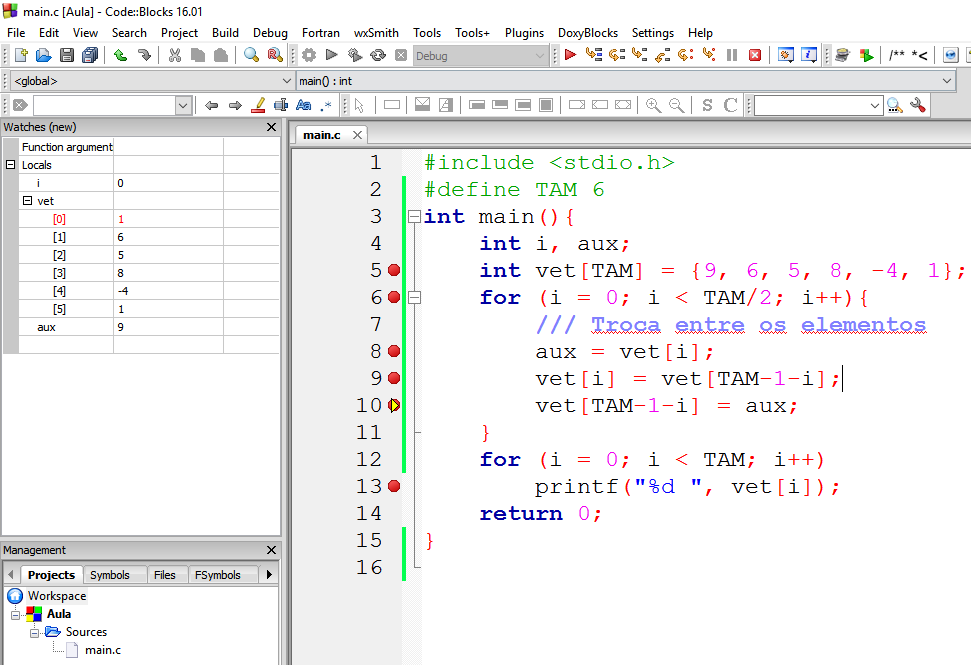 main.c [Aula] - Code::Blocks 16.01
File Edit View Search Project Build Debug Fortran wxSmith Tools Tools+ Plugins DoxyBlocks Settings Help
Debug
/** *<
<global> main() : int
Aa .* S C
Watches (new)
Function argument
Locals
i 0
vet
[0] 1
[1] 6
[2] 5
[3] 8
[4] -4
[5] 1
aux 9
main.c
1 #include <stdio.h>
2 #define TAM 6
3 int main(){
4 int i, aux;
5 int vet[TAM] = {9, 6, 5, 8, -4, 1};
6 for (i = 0; i < TAM/2; i++){
7 /// Troca entre os elementos
8 aux = vet[i];
9 vet[i] = vet[TAM-1-i];
10 vet[TAM-1-i] = aux;
11 }
12 for (i = 0; i < TAM; i++)
13 printf("%d ", vet[i]);
14 return 0;
15 }
16
Management
Projects Symbols Files FSymbols
Workspace
Aula
Sources
main.c